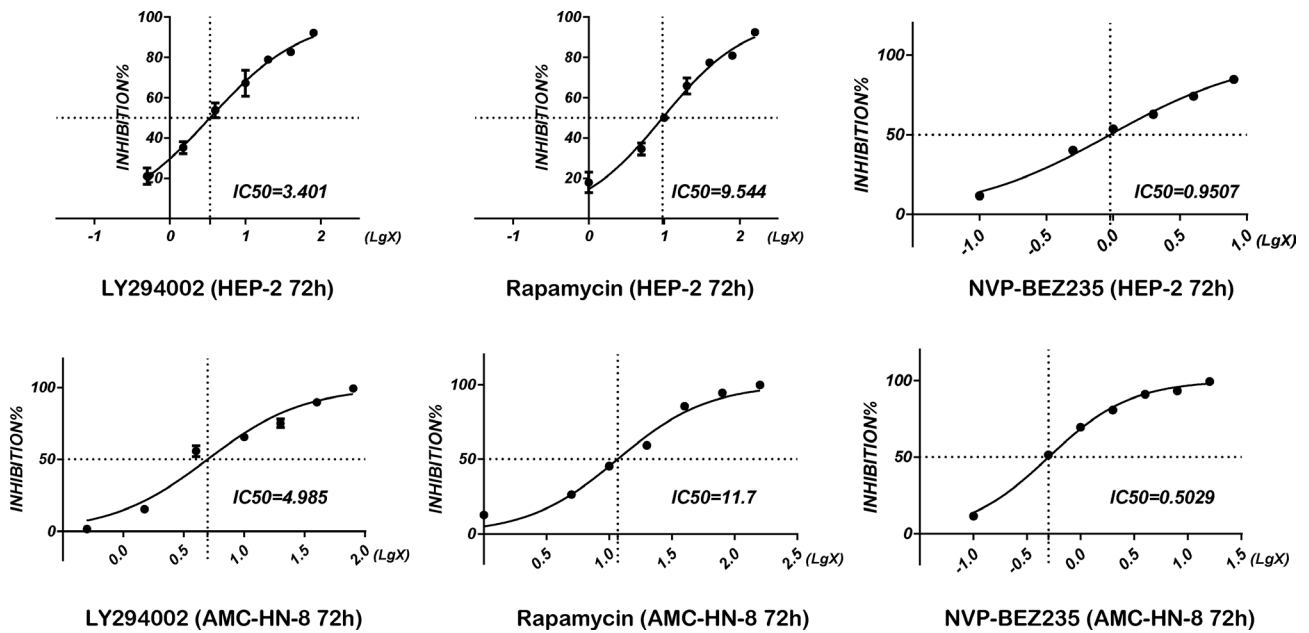 100
80
60
40
20
INHIBITION%
IC50=3.401
-1
0
1
2
(LgX)
LY294002 (HEP-2 72h)
100
80
60
40
20
INHIBITION%
IC50=9.544
-1
0
1
2
(LgX)
Rapamycin (HEP-2 72h)
100
50
0
INHIBITION%
IC50=0.9507
-1.0
-0.5
0.0
0.5
1.0
(LgX)
NVP-BEZ235 (HEP-2 72h)
100
50
0
INHIBITION%
IC50=4.985
0.0
0.5
1.0
1.5
2.0
(LgX)
LY294002 (AMC-HN-8 72h)
100
50
0
INHIBITION%
IC50=11.7
0.5
1.0
1.5
2.0
2.5
(LgX)
Rapamycin (AMC-HN-8 72h)
100
50
0
INHIBITION%
IC50=0.5029
-1.0
-0.5
0.0
0.5
1.0
1.5
(LgX)
NVP-BEZ235 (AMC-HN-8 72h)